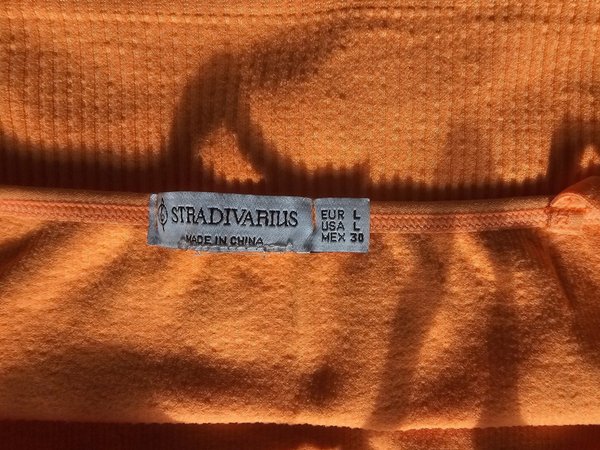 STRADIVARIUS
MADE IN CHINA
EUR L
USA L
MEX 30